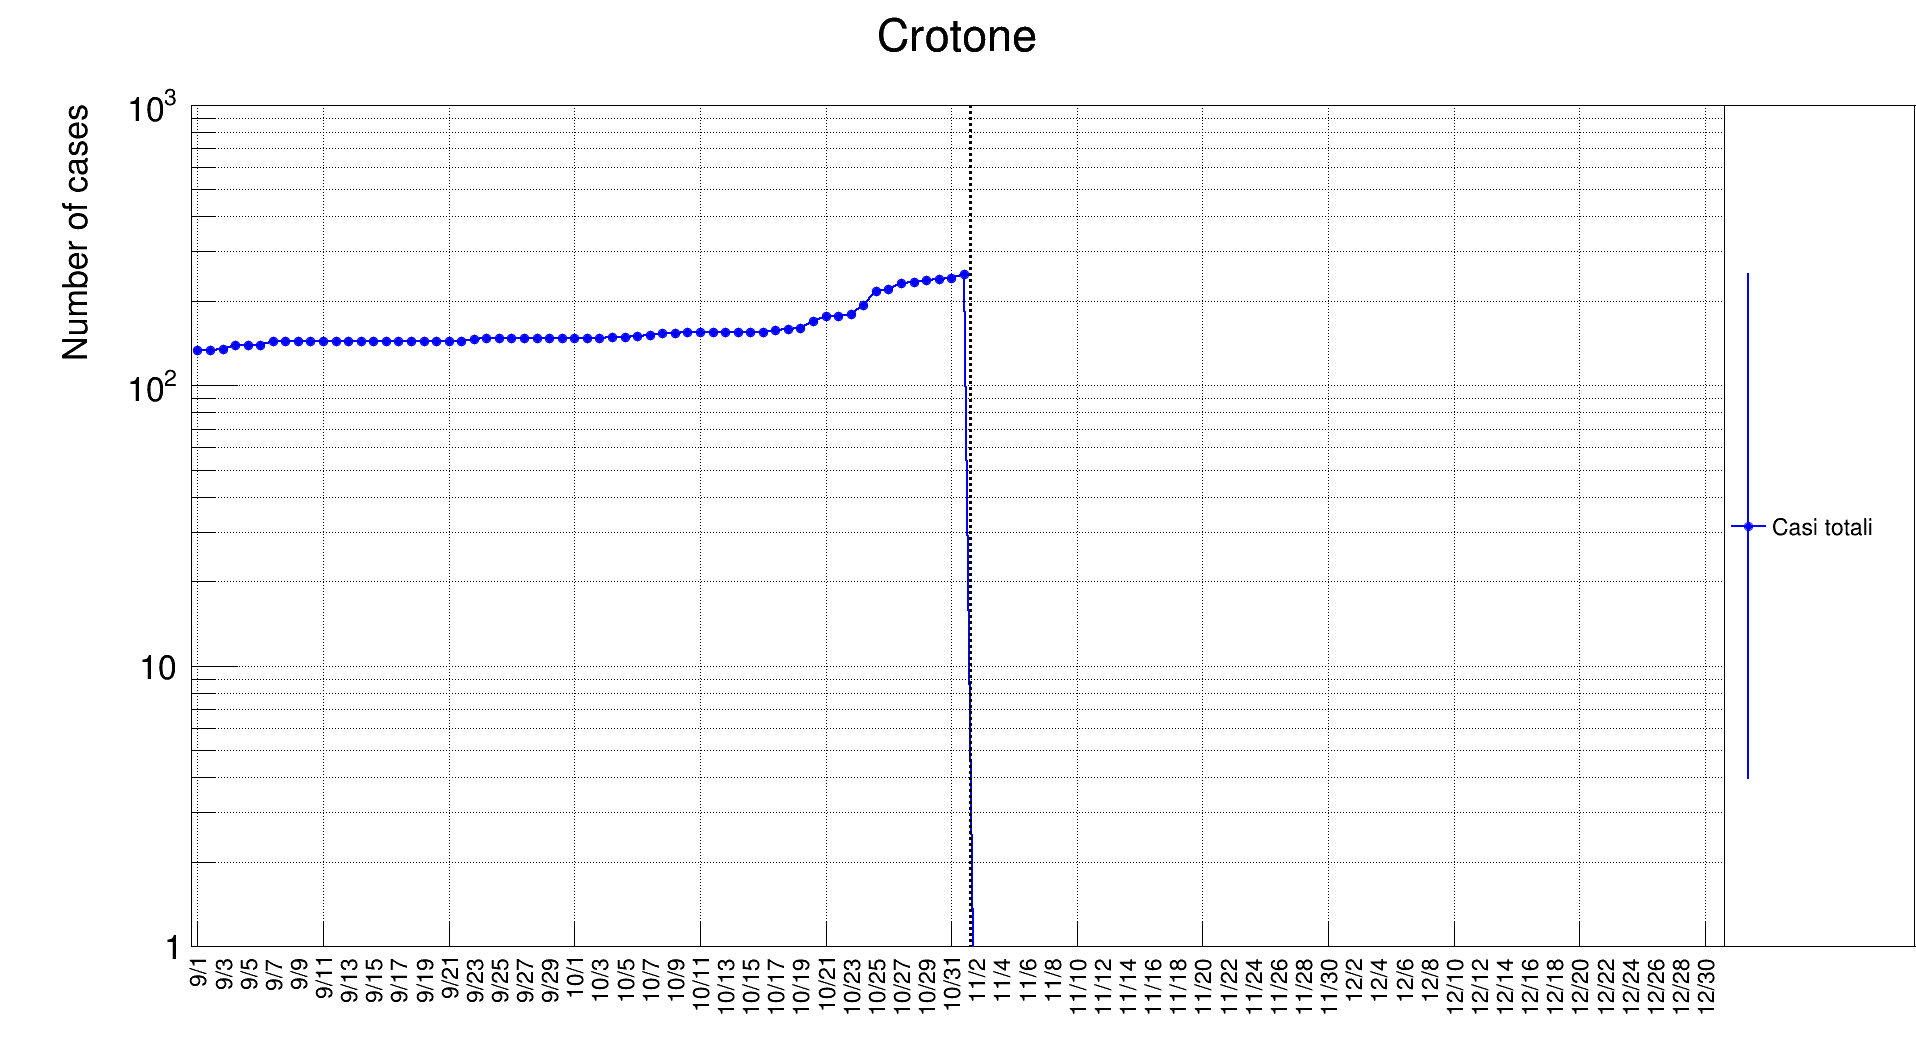 Crotone
Number of cases
10³
10²
10
1
9/1 9/3 9/5 9/7 9/9 9/11 9/13 9/15 9/17 9/19 9/21 9/23 9/25 9/27 9/29 10/1 10/3 10/5 10/7 10/9 10/11 10/13 10/15 10/17 10/19 10/21 10/23 10/25 10/27 10/29 10/31 11/2 11/4 11/6 11/8 11/10 11/12 11/14 11/16 11/18 11/20 11/22 11/24 11/26 11/28 11/30 12/2 12/4 12/6 12/8 12/10 12/12 12/14 12/16 12/18 12/20 12/22 12/24 12/26 12/28 12/30
Casi totali